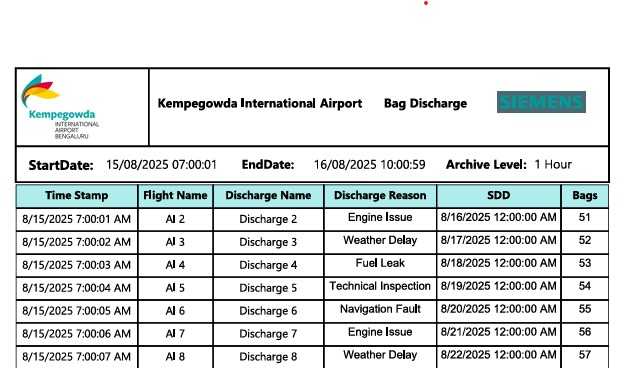 Kempegowda
INTERNATIONAL
AIRPORT
BENGALURU
Kempegowda International Airport Bag Discharge SIEMENS
StartDate: 15/08/2025 07:00:01 EndDate: 16/08/2025 10:00:59 Archive Level: 1 Hour
Time Stamp Flight Name Discharge Name Discharge Reason SDD Bags
8/15/2025 7:00:01 AM AI 2 Discharge 2 Engine Issue 8/16/2025 12:00:00 AM 51
8/15/2025 7:00:02 AM AI 3 Discharge 3 Weather Delay 8/17/2025 12:00:00 AM 52
8/15/2025 7:00:03 AM AI 4 Discharge 4 Fuel Leak 8/18/2025 12:00:00 AM 53
8/15/2025 7:00:04 AM AI 5 Discharge 5 Technical Inspection 8/19/2025 12:00:00 AM 54
8/15/2025 7:00:05 AM AI 6 Discharge 6 Navigation Fault 8/20/2025 12:00:00 AM 55
8/15/2025 7:00:06 AM AI 7 Discharge 7 Engine Issue 8/21/2025 12:00:00 AM 56
8/15/2025 7:00:07 AM AI 8 Discharge 8 Weather Delay 8/22/2025 12:00:00 AM 57